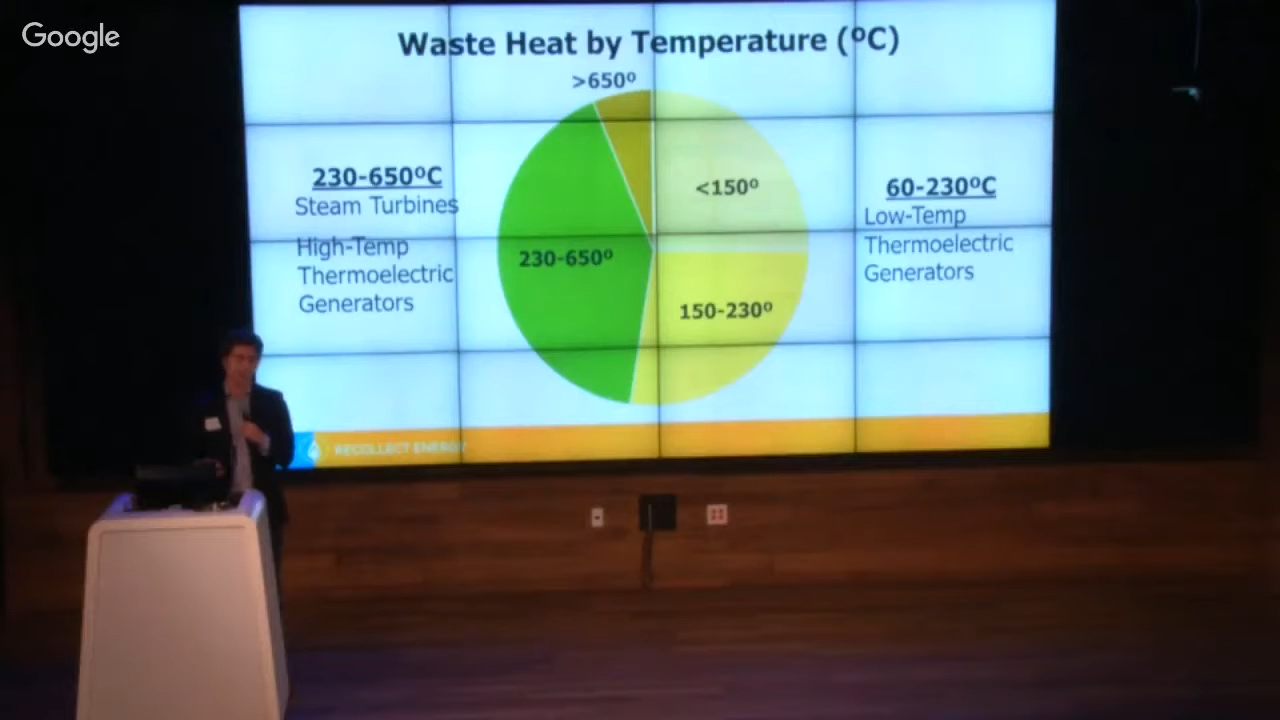 Google
Waste Heat by Temperature (ºC)
>650º
<150º
230-650º
150-230º
230-650ºC
Steam Turbines
High-Temp
Thermoelectric
Generators
60-230ºC
Low-Temp
Thermoelectric
Generators
RECOLLECT ENERGY